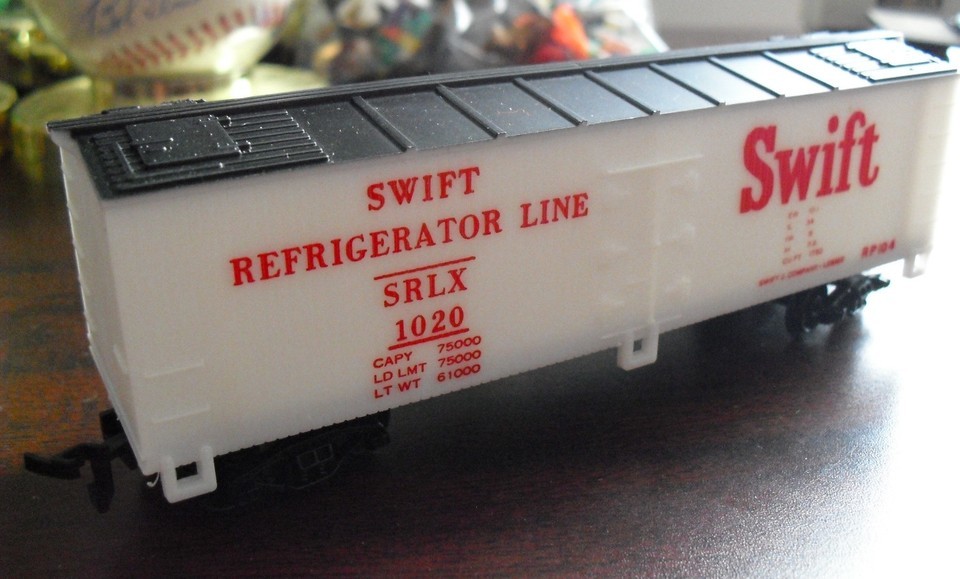 SWIFT
REFRIGERATOR LINE
SRLX
1020
CAPY 75000
LD LMT 75000
LT WT 61000
Swift
RP104